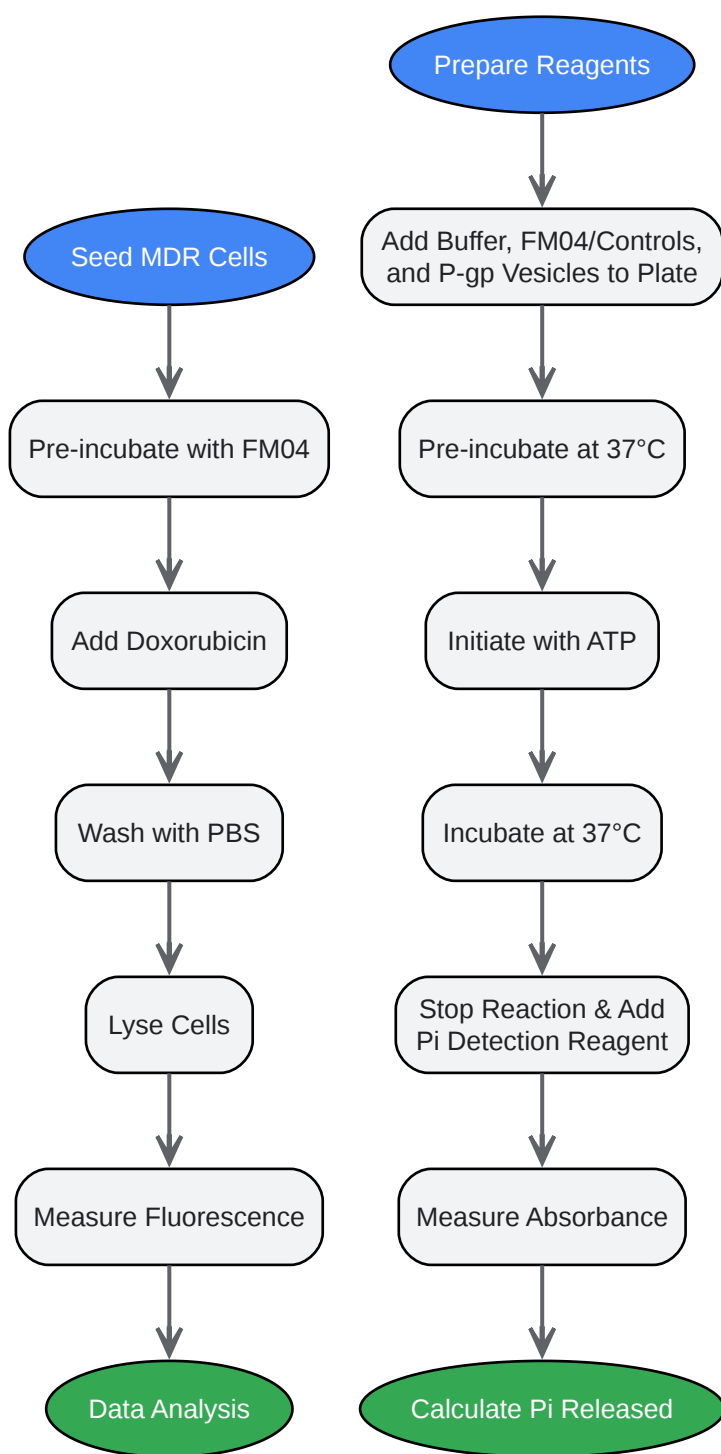 Seed MDR Cells
Pre-incubate with FM04
Add Doxorubicin
Wash with PBS
Lyse Cells
Measure Fluorescence
Data Analysis
Prepare Reagents
Add Buffer, FM04/Controls,
and P-gp Vesicles to Plate
Pre-incubate at 37°C
Initiate with ATP
Incubate at 37°C
Stop Reaction & Add
Pi Detection Reagent
Measure Absorbance
Calculate Pi Released